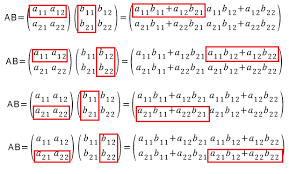 AB= ( a₁₁ a₁₂ ) ( b₁₁ b₁₂ ) = ( a₁₁b₁₁+a₁₂b₂₁ a₁₁b₁₂+a₁₂b₂₂ )
a₂₁ a₂₂ b₂₁ b₂₂ a₂₁b₁₁+a₂₂b₂₁ a₂₁b₁₂+a₂₂b₂₂
AB= ( a₁₁ a₁₂ ) ( b₁₁ b₁₂ ) = ( a₁₁b₁₁+a₁₂b₂₁ a₁₁b₁₂+a₁₂b₂₂ )
a₂₁ a₂₂ b₂₁ b₂₂ a₂₁b₁₁+a₂₂b₂₁ a₂₁b₁₂+a₂₂b₂₂
AB= ( a₁₁ a₁₂ ) ( b₁₁ b₁₂ ) = ( a₁₁b₁₁+a₁₂b₂₁ a₁₁b₁₂+a₁₂b₂₂ )
a₂₁ a₂₂ b₂₁ b₂₂ a₂₁b₁₁+a₂₂b₂₁ a₂₁b₁₂+a₂₂b₂₂
AB= ( a₁₁ a₁₂ ) ( b₁₁ b₁₂ ) = ( a₁₁b₁₁+a₁₂b₂₁ a₁₁b₁₂+a₁₂b₂₂ )
a₂₁ a₂₂ b₂₁ b₂₂ a₂₁b₁₁+a₂₂b₂₁ a₂₁b₁₂+a₂₂b₂₂